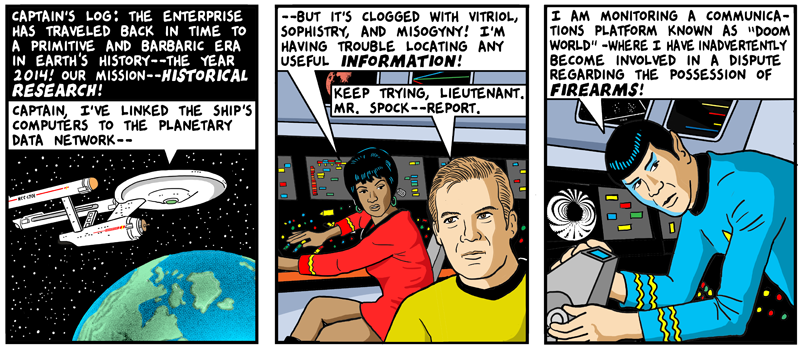 CAPTAIN'S LOG: THE ENTERPRISE
HAS TRAVELED BACK IN TIME TO
A PRIMITIVE AND BARBARIC ERA
IN EARTH'S HISTORY--THE YEAR
2014! OUR MISSION--HISTORICAL
RESEARCH!
CAPTAIN, I'VE LINKED THE SHIP'S
COMPUTERS TO THE PLANETARY
DATA NETWORK--
--BUT IT'S CLOGGED WITH VITRIOL,
SOPHISTRY, AND MISOGYNY! I'M
HAVING TROUBLE LOCATING ANY
USEFUL INFORMATION!
KEEP TRYING, LIEUTENANT.
MR. SPOCK--REPORT.
I AM MONITORING A COMMUNICA-
TIONS PLATFORM KNOWN AS "DOOM
WORLD" -WHERE I HAVE INADVERTENTLY
BECOME INVOLVED IN A DISPUTE
REGARDING THE POSSESSION OF
FIREARMS!